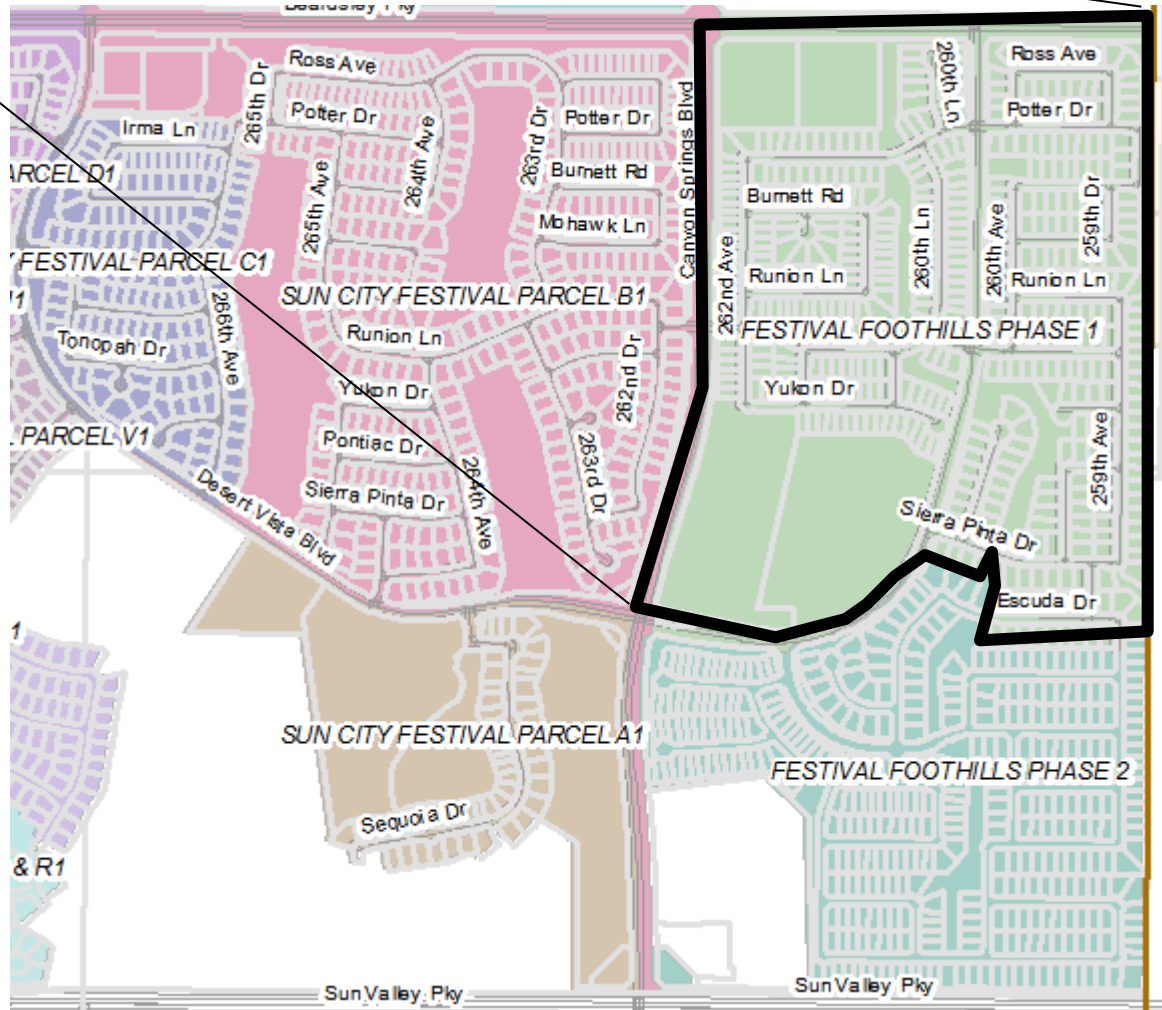 Beardsley Pky
Ross Ave
265th Dr
Potter Dr
Irma Ln
264th Ave
263rd Dr
Potter Dr
Burnett Rd
Mohawk Ln
Canyon Springs Blvd
260th Ln
Ross Ave
Potter Dr
Burnett Rd
259th Dr
262nd Ave
260th Ln
260th Ave
Runion Ln
Runion Ln
ARCEL D1
265th Ave
FESTIVAL PARCEL C1
SUN CITY FESTIVAL PARCEL B1
FESTIVAL FOOTHILLS PHASE 1
266th Ave
Tonopah Dr
Runion Ln
Yukon Dr
262nd Dr
Yukon Dr
PARCEL V1
Pontiac Dr
263rd Dr
259th Ave
Sierra Pinta Dr
264th Ave
Desert Vista Blvd
Sierra Pinta Dr
Escuda Dr
1
SUN CITY FESTIVAL PARCEL A1
FESTIVAL FOOTHILLS PHASE 2
Sequoia Dr
& R1
Sun Valley Pky
Sun Valley Pky